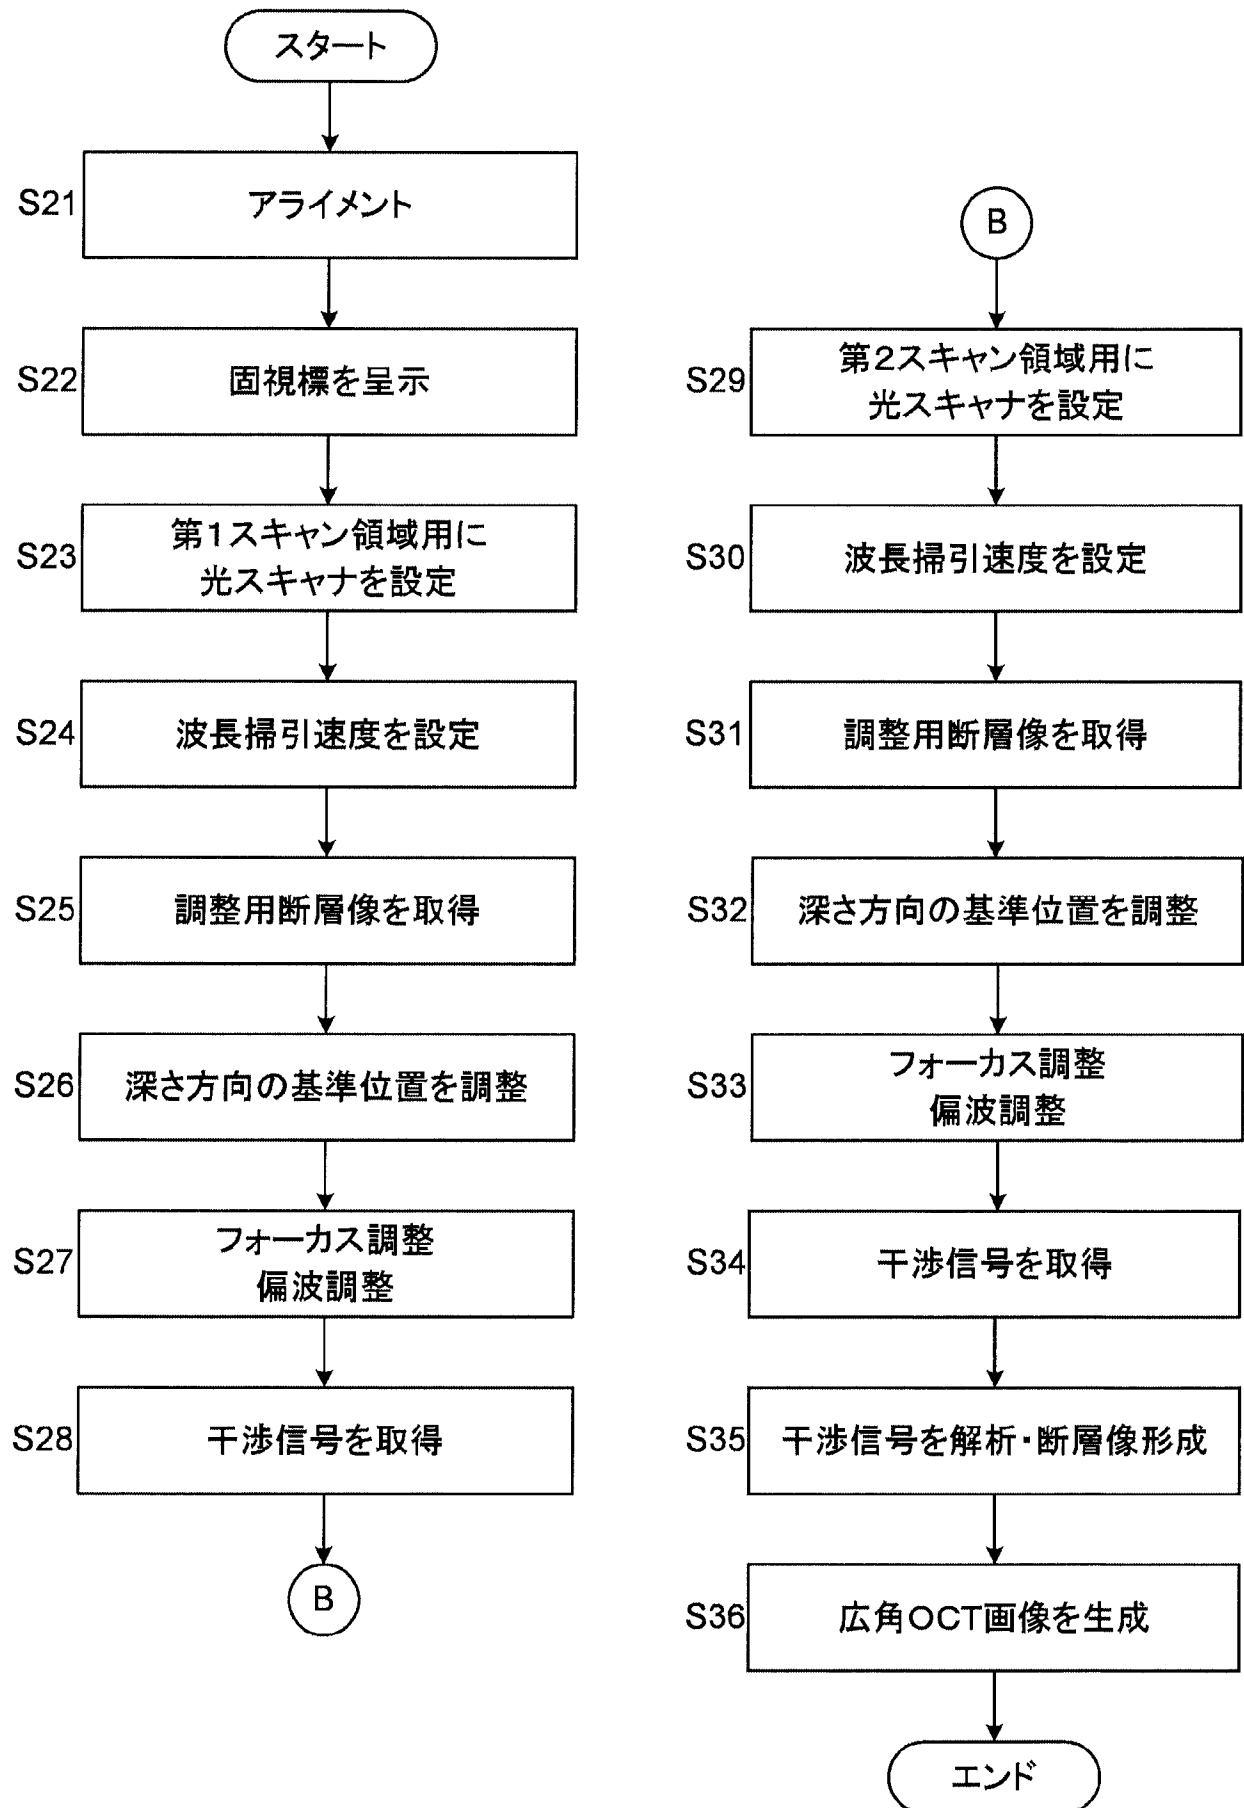 スタート
S21
アライメント
S22
固視標を呈示
S23
第1スキャン領域用に
光スキャナを設定
S24
波長掃引速度を設定
S25
調整用断層像を取得
S26
深さ方向の基準位置を調整
S27
フォーカス調整
偏波調整
S28
干渉信号を取得
B
B
S29
第2スキャン領域用に
光スキャナを設定
S30
波長掃引速度を設定
S31
調整用断層像を取得
S32
深さ方向の基準位置を調整
S33
フォーカス調整
偏波調整
S34
干渉信号を取得
S35
干渉信号を解析・断層像形成
S36
広角OCT画像を生成
エンド